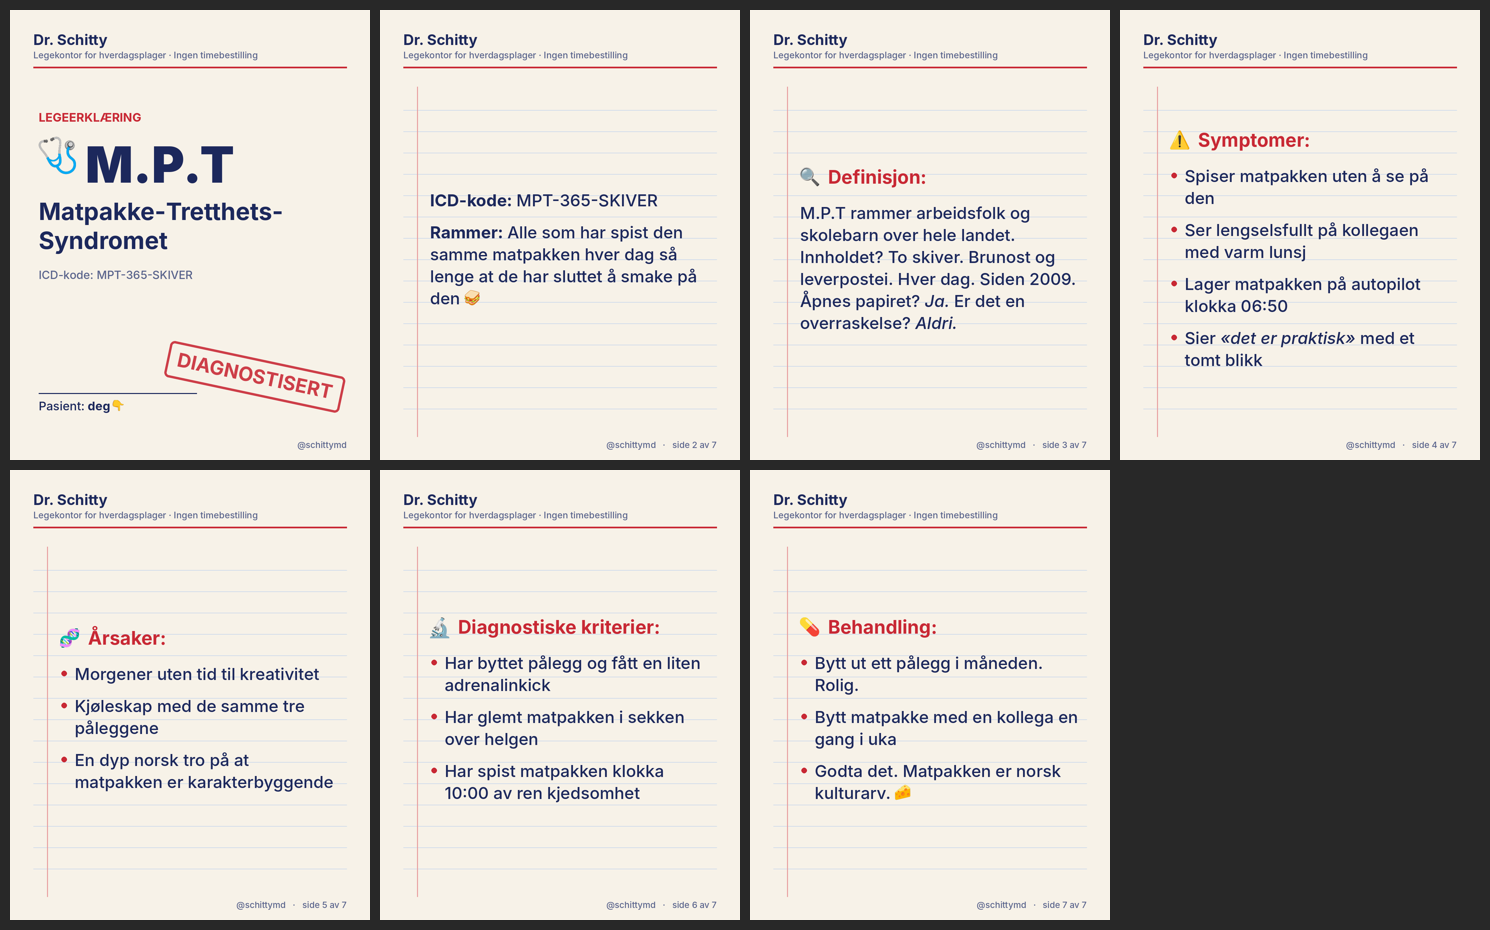 Dr. Schitty
Legekontor for hverdagsplager · Ingen timebestilling
LEGEERKLÆRING
🩺 M.P.T
Matpakke-Tretthets-
Syndromet
ICD-kode: MPT-365-SKIVER
DIAGNOSTISERT
Pasient: deg👇
@schittymd
Dr. Schitty
Legekontor for hverdagsplager · Ingen timebestilling
ICD-kode: MPT-365-SKIVER
Rammer: Alle som har spist den
samme matpakken hver dag så
lenge at de har sluttet å smake på
den 🥪
@schittymd · side 2 av 7
Dr. Schitty
Legekontor for hverdagsplager · Ingen timebestilling
🔍 Definisjon:
M.P.T rammer arbeidsfolk og
skolebarn over hele landet.
Innholdet? To skiver. Brunost og
leverpostei. Hver dag. Siden 2009.
Åpnes papiret? Ja. Er det en
overraskelse? Aldri.
@schittymd · side 3 av 7
Dr. Schitty
Legekontor for hverdagsplager · Ingen timebestilling
⚠️ Symptomer:
• Spiser matpakken uten å se på
den
• Ser lengselsfullt på kollegaen
med varm lunsj
• Lager matpakken på autopilot
klokka 06:50
• Sier «det er praktisk» med et
tomt blikk
@schittymd · side 4 av 7
Dr. Schitty
Legekontor for hverdagsplager · Ingen timebestilling
🧬 Årsaker:
• Morgener uten tid til kreativitet
• Kjøleskap med de samme tre
påleggene
• En dyp norsk tro på at
matpakken er karakterbyggende
@schittymd · side 5 av 7
Dr. Schitty
Legekontor for hverdagsplager · Ingen timebestilling
🔬 Diagnostiske kriterier:
• Har byttet pålegg og fått en liten
adrenalinkick
• Har glemt matpakken i sekken
over helgen
• Har spist matpakken klokka
10:00 av ren kjedsomhet
@schittymd · side 6 av 7
Dr. Schitty
Legekontor for hverdagsplager · Ingen timebestilling
💊 Behandling:
• Bytt ut ett pålegg i måneden.
Rolig.
• Bytt matpakke med en kollega en
gang i uka
• Godta det. Matpakken er norsk
kulturarv. 🧀
@schittymd · side 7 av 7